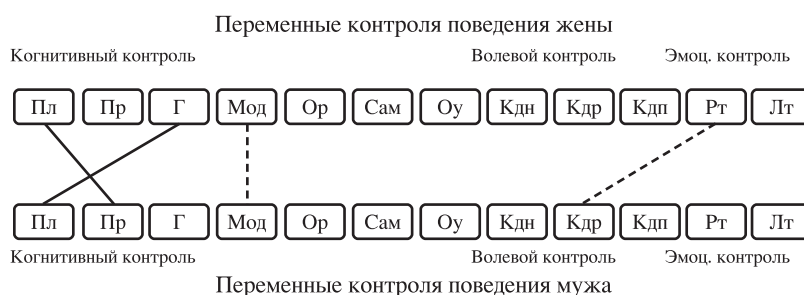 Переменные контроля поведения жены
Когнитивный контроль Волевой контроль Эмоц. контроль
Пл Пр Г Мод Ор Сам Оу Кдн Кдр Кдп Рт Лт
Пл Пр Г Мод Ор Сам Оу Кдн Кдр Кдп Рт Лт
Когнитивный контроль Волевой контроль Эмоц. контроль
Переменные контроля поведения мужа